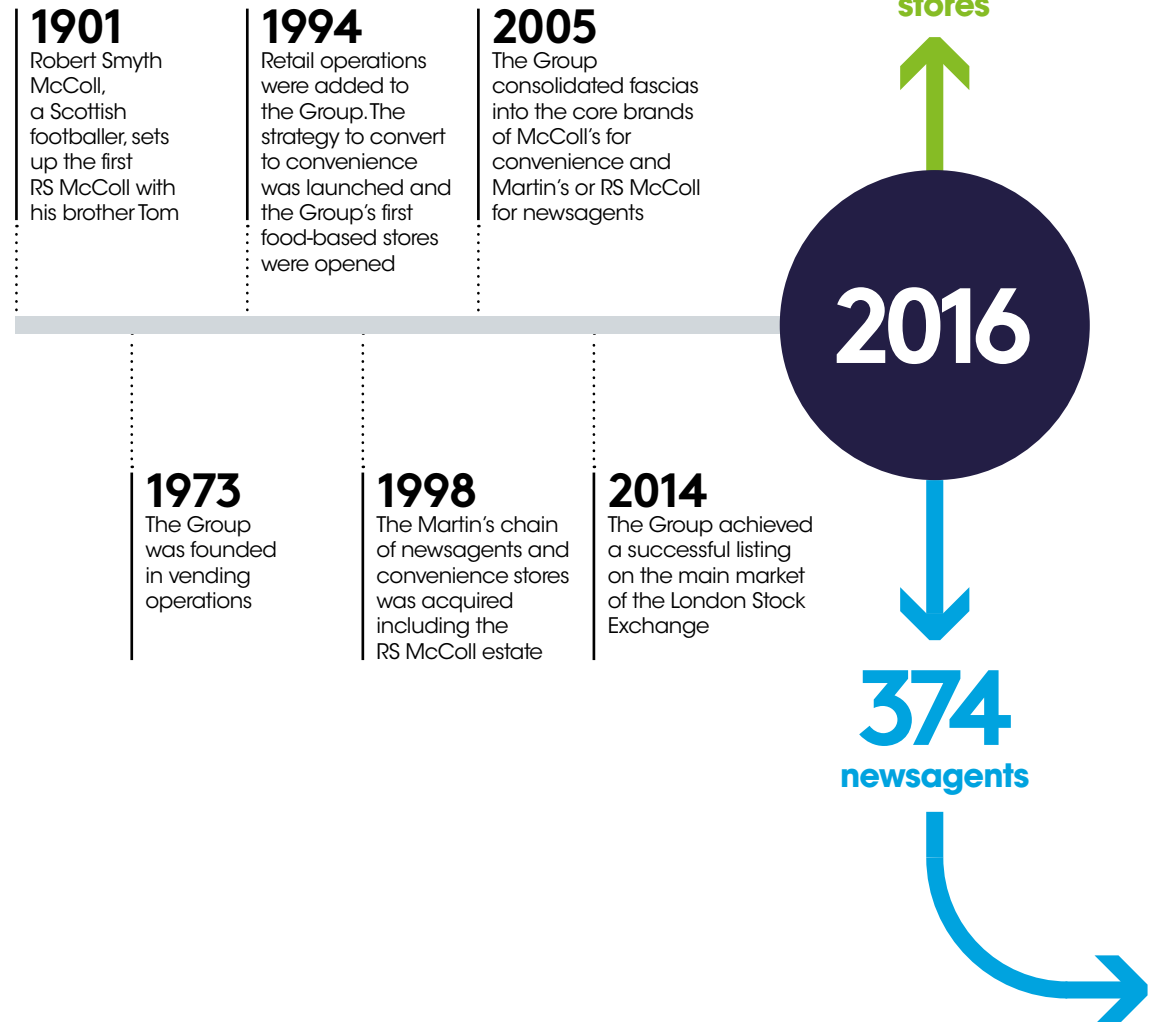 stores
1901
Robert Smyth
McColl,
a Scottish
footballer, sets
up the first
RS McColl with
his brother Tom
1994
Retail operations
were added to
the Group. The
strategy to convert
to convenience
was launched and
the Group's first
food-based stores
were opened
2005
The Group
consolidated fascias
into the core brands
of McColl's for
convenience and
Martin's or RS McColl
for newsagents
2016
1973
The Group
was founded
in vending
operations
1998
The Martin's chain
of newsagents and
convenience stores
was acquired
including the
RS McColl estate
2014
The Group achieved
a successful listing
on the main market
of the London Stock
Exchange
374
newsagents